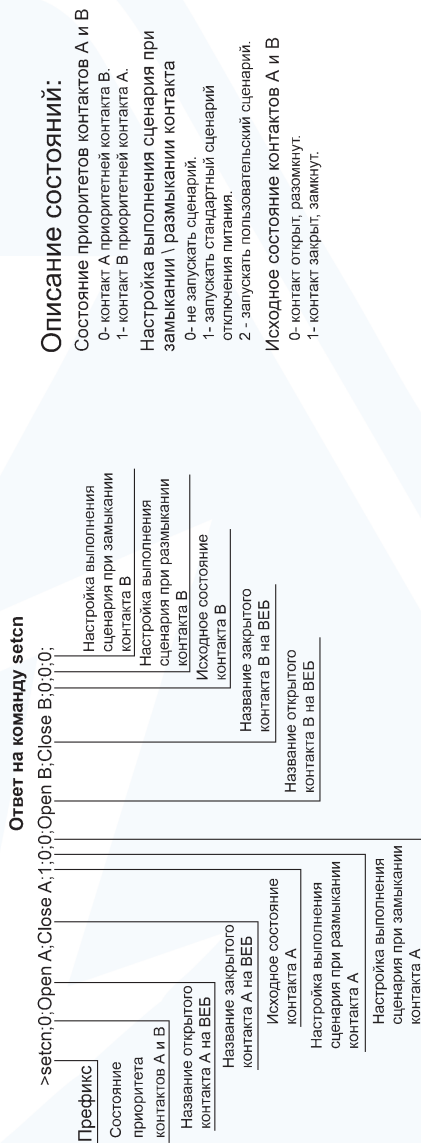 Ответ на команду setcn
>setcn;0;Open A;Close A;1;0;0;Open B;Close B;0;0;0;
Префикс
Состояние
приоритета
контактов А и В
Название открытого
контакта А на ВЕБ
Название закрытого
контакта А на ВЕБ
Исходное состояние
контакта А
Настройка выполнения
сценария при размыкании
контакта А
Настройка выполнения
сценария при замыкании
контакта А
Название открытого
контакта В на ВЕБ
Название закрытого
контакта В на ВЕБ
Исходное состояние
контакта В
Настройка выполнения
сценария при размыкании
контакта В
Настройка выполнения
сценария при замыкании
контакта В
Описание состояний:
Состояние приоритетов контактов А и В
0- контакт А приоритетней контакта В.
1- контакт В приоритетней контакта А.
Настройка выполнения сценария при
замыкании \ размыкании контакта
0- не запускать сценарий.
1- запускать стандартный сценарий
отключения питания.
2 - запускать пользовательский сценарий.
Исходное состояние контактов А и В
0- контакт открыт, разомкнут.
1- контакт закрыт, замкнут.